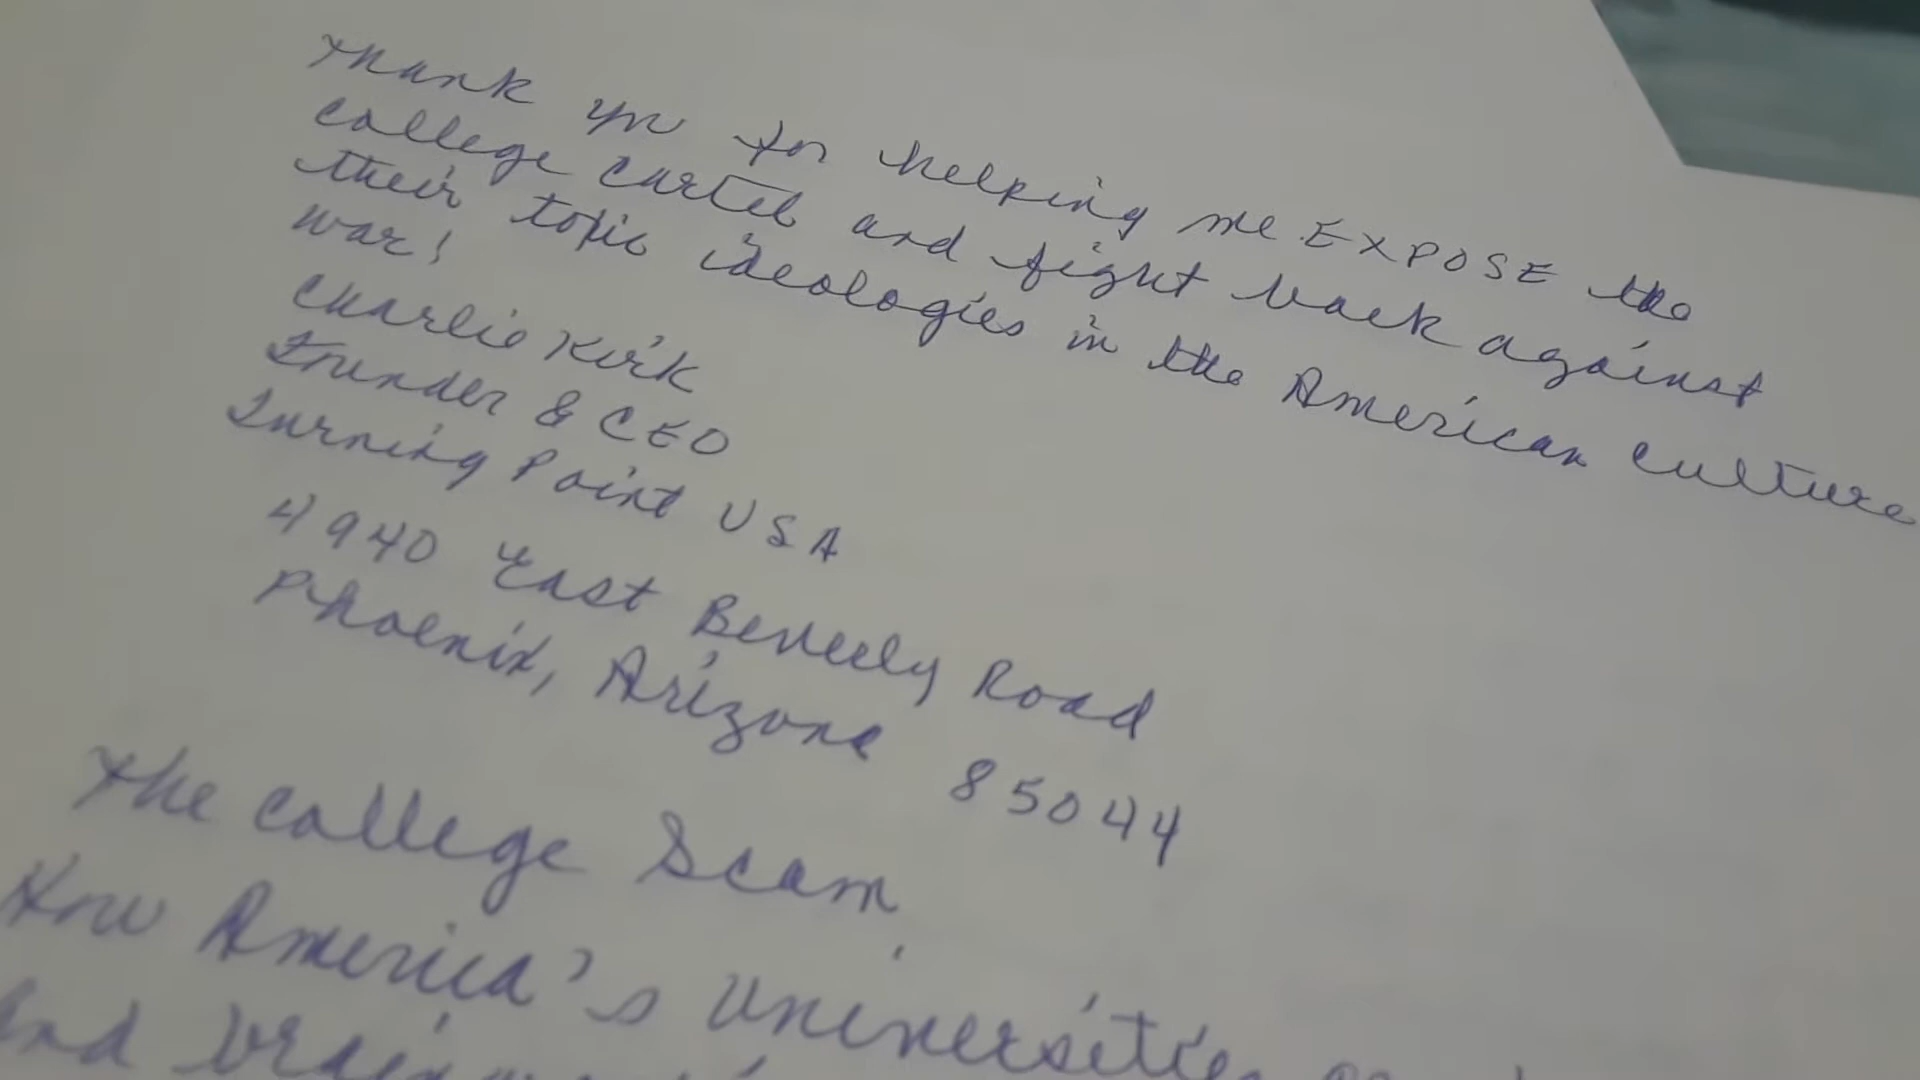 Thank you for helping me EXPOSE the
college cartel and fight back against
their topic ideologies in the American culture
war!
Charlie Kirk
Founder & CEO
Turning Point USA
4940 East Beverly Road
Phoenix, Arizona 85044
The College Scam
How America's Universities
and